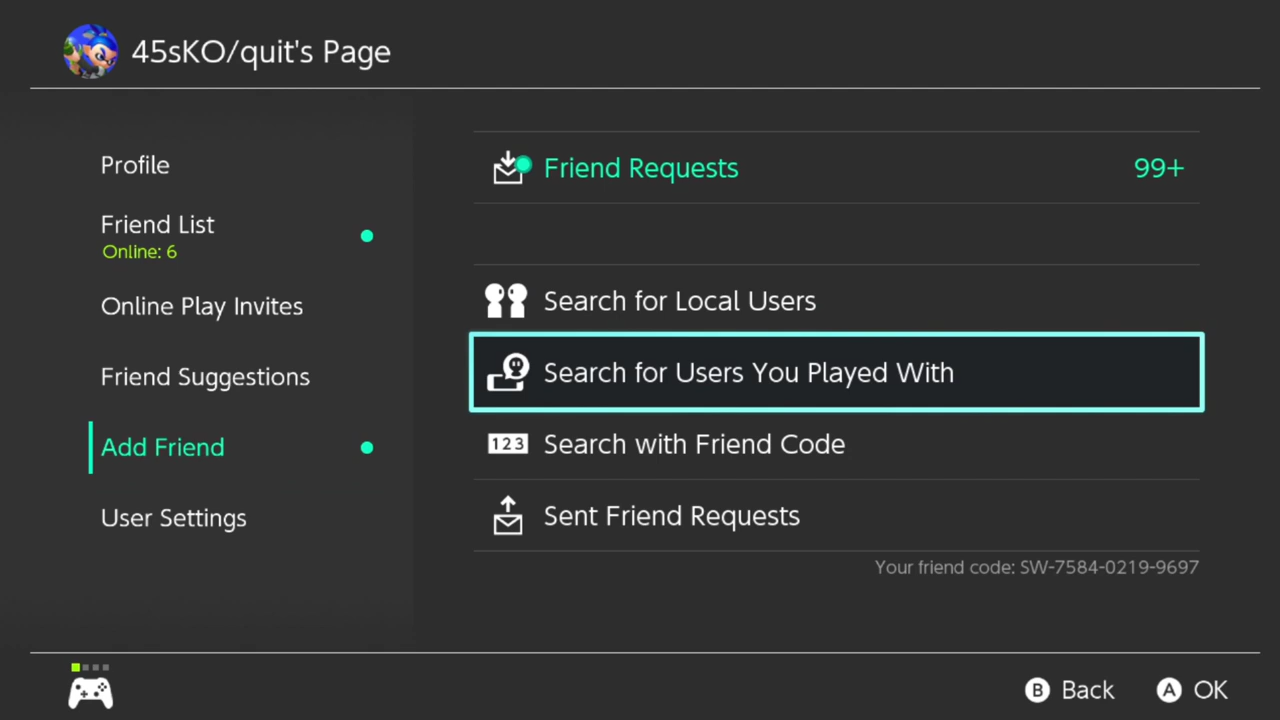 45sKO/quit's Page
Profile
Friend List
Online: 6
Online Play Invites
Friend Suggestions
Add Friend
User Settings
Friend Requests 99+
Search for Local Users
Search for Users You Played With
123 Search with Friend Code
Sent Friend Requests
Your friend code: SW-7584-0219-9697
B Back A OK